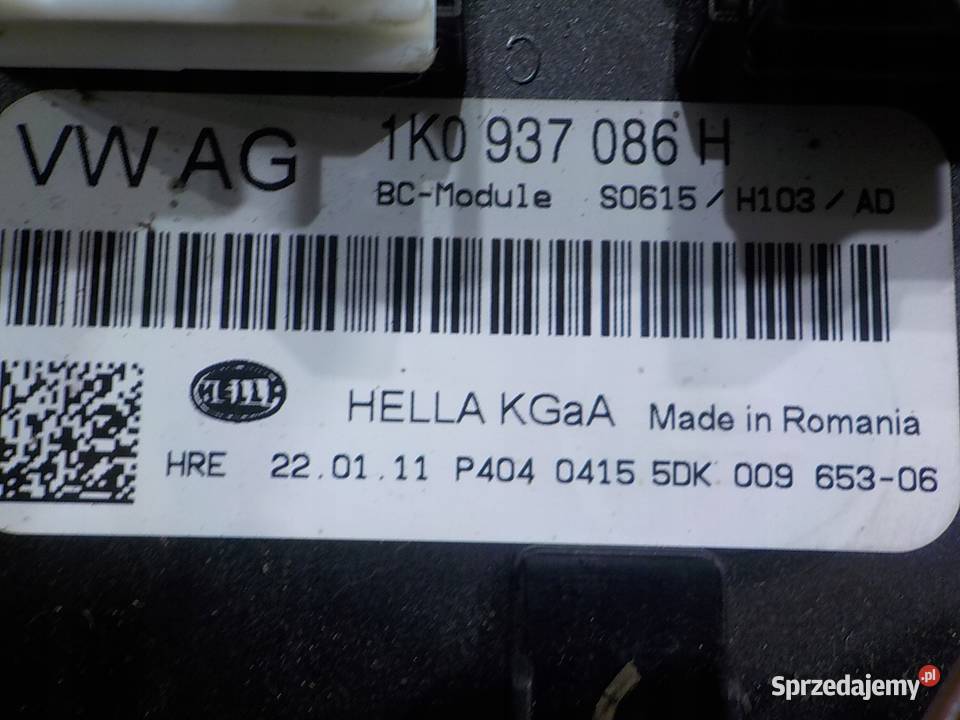 VW AG 1K0 937 086 H
BC-Module S0615 / H103 / AD
HELLA KGaA Made in Romania
HRE 22.01.11 P404 0415 5DK 009 653-06
Sprzedajemy.pl